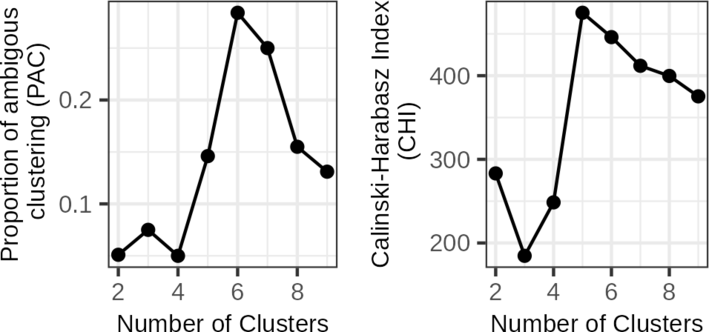 Proportion of ambigous
clustering (PAC)
0.2
0.1
2
4
6
8
Number of Clusters
Calinski-Harabasz Index
(CHI)
400
300
200
2
4
6
8
Number of Clusters